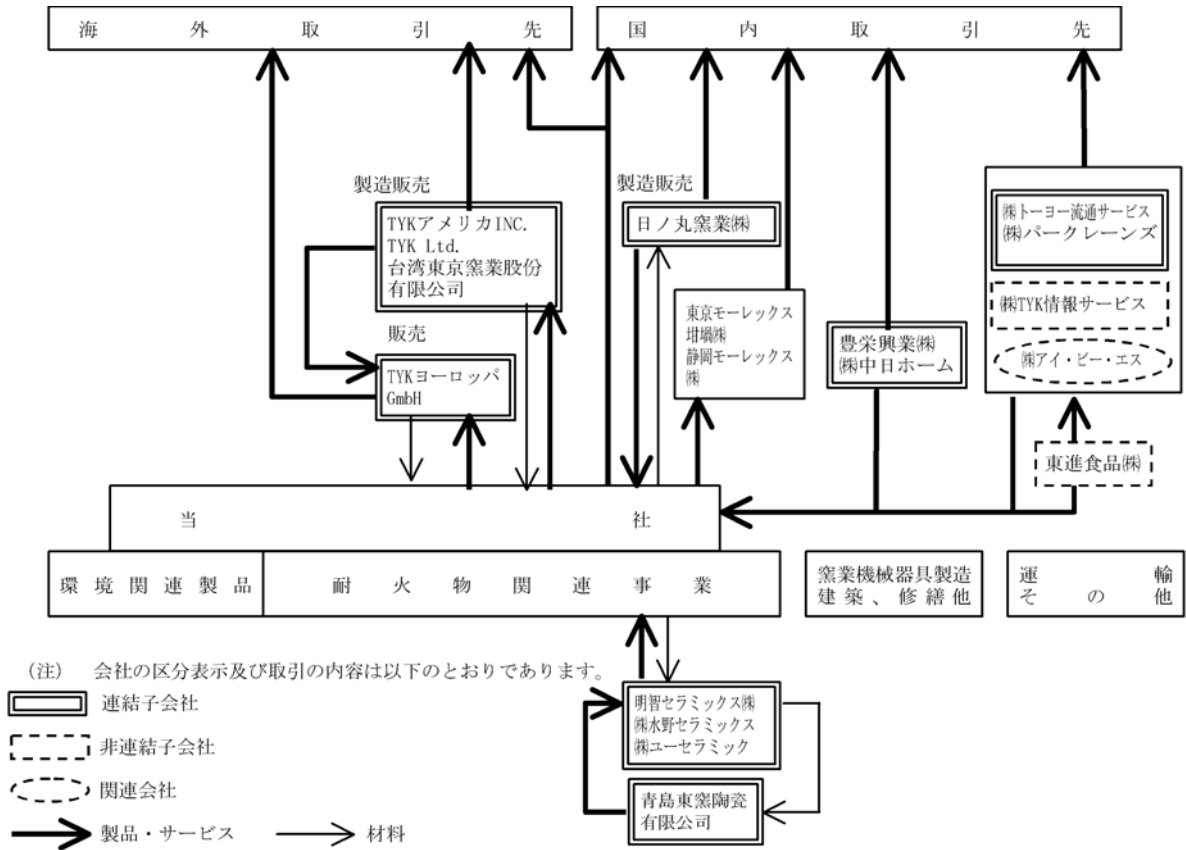 海外取引先
国内取引先
製造販売
TYKアメリカINC.
TYK Ltd.
台湾東京窯業股份
有限公司
販売
TYKヨーロッパ
GmbH
製造販売
日ノ丸窯業㈱
東京モーレックス
坩堝㈱
静岡モーレックス
㈱
豊栄興業㈱
㈱中日ホーム
㈱トーヨー流通サービス
㈱パークレーンズ
㈱TYK情報サービス
㈱アイ・ピー・エス
東進食品㈱
当社
環境関連製品
耐火物関連事業
窯業機械器具製造
建築、修繕他
運輸
その他
明智セラミックス㈱
㈱水野セラミックス
㈱ユーセラミック
青島東窯陶瓷
有限公司
(注) 会社の区分表示及び取引の内容は以下のとおりであります。
連結子会社
非連結子会社
関連会社
製品・サービス
材料